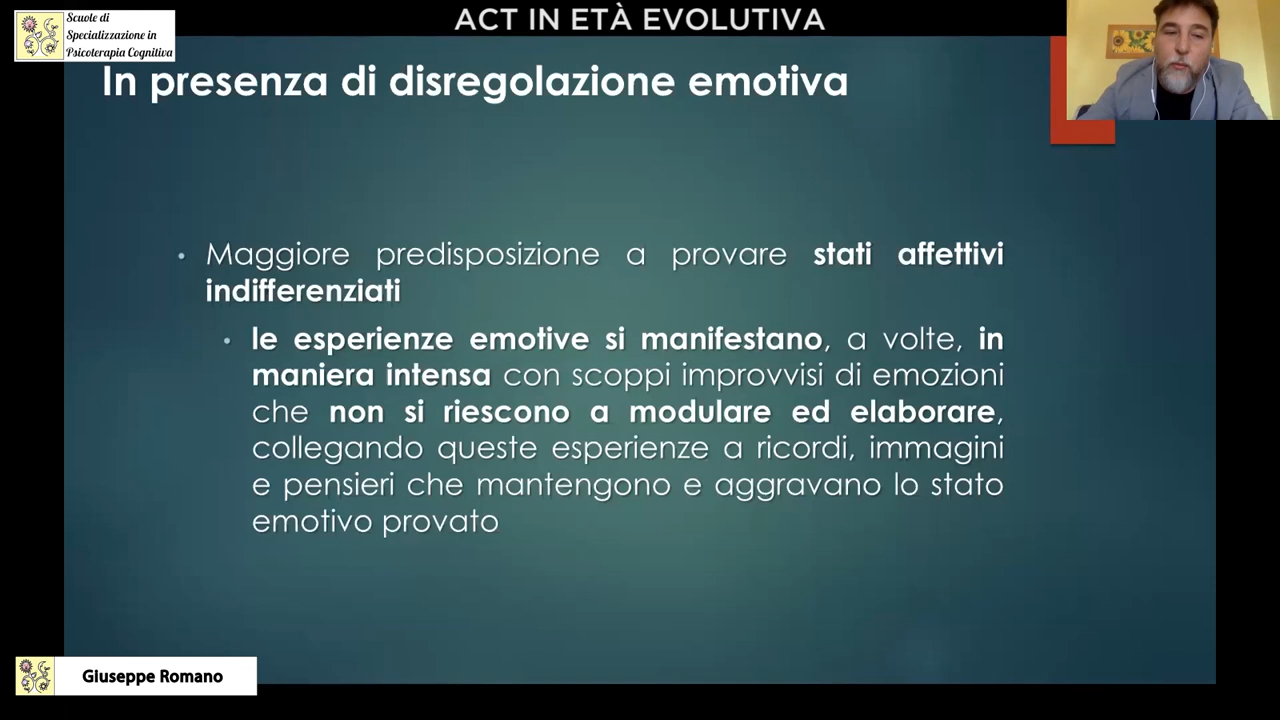 Scuole di
Specializzazione in
Psicoterapia Cognitiva
ACT IN ETÀ EVOLUTIVA
In presenza di disregolazione emotiva
• Maggiore predisposizione a provare stati affettivi
indifferenziati
• le esperienze emotive si manifestano, a volte, in
maniera intensa con scoppi improvvisi di emozioni
che non si riescono a modulare ed elaborare,
collegando queste esperienze a ricordi, immagini
e pensieri che mantengono e aggravano lo stato
emotivo provato
Giuseppe Romano